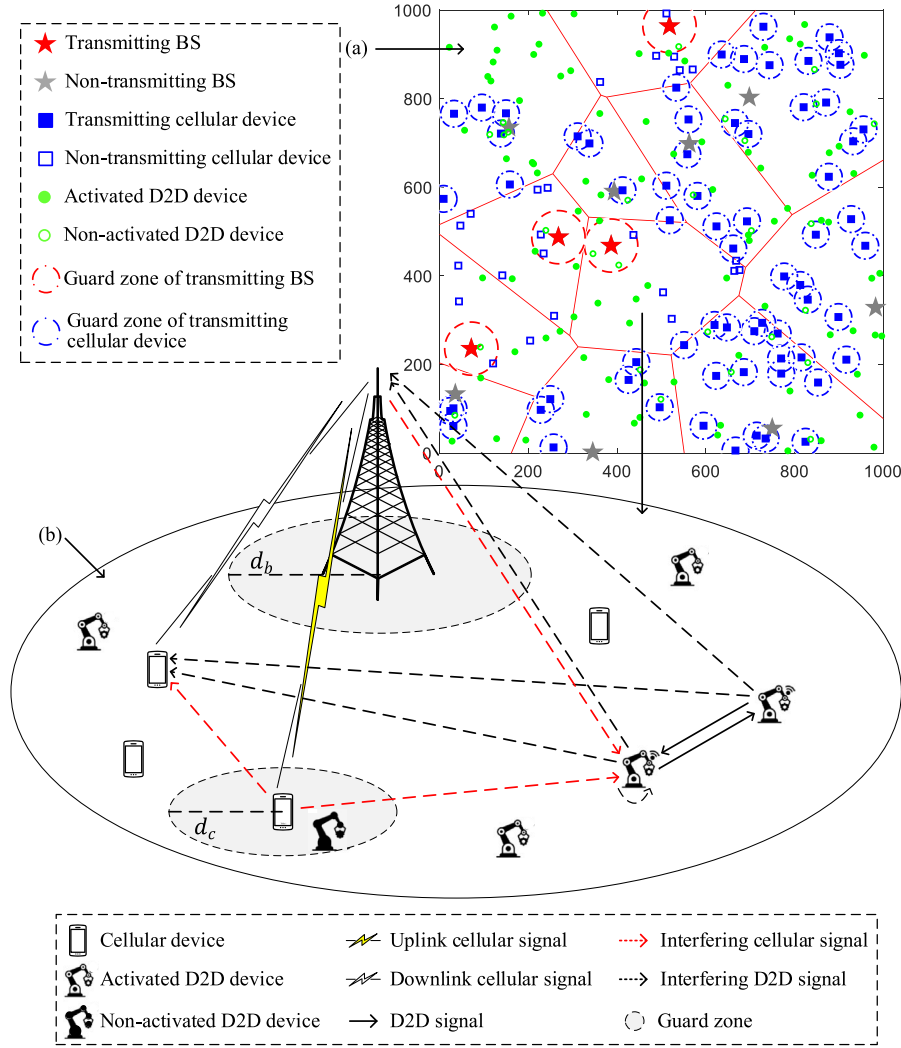 Transmitting BS
Non-transmitting BS
Transmitting cellular device
Non-transmitting cellular device
Activated D2D device
Non-activated D2D device
Guard zone of transmitting BS
Guard zone of transmitting
cellular device
(a)
1000
800
600
400
200
0
0
200
400
600
800
1000
(b)
d_b
d_c
Cellular device
Uplink cellular signal
Interfering cellular signal
Activated D2D device
Downlink cellular signal
Interfering D2D signal
Non-activated D2D device
D2D signal
Guard zone